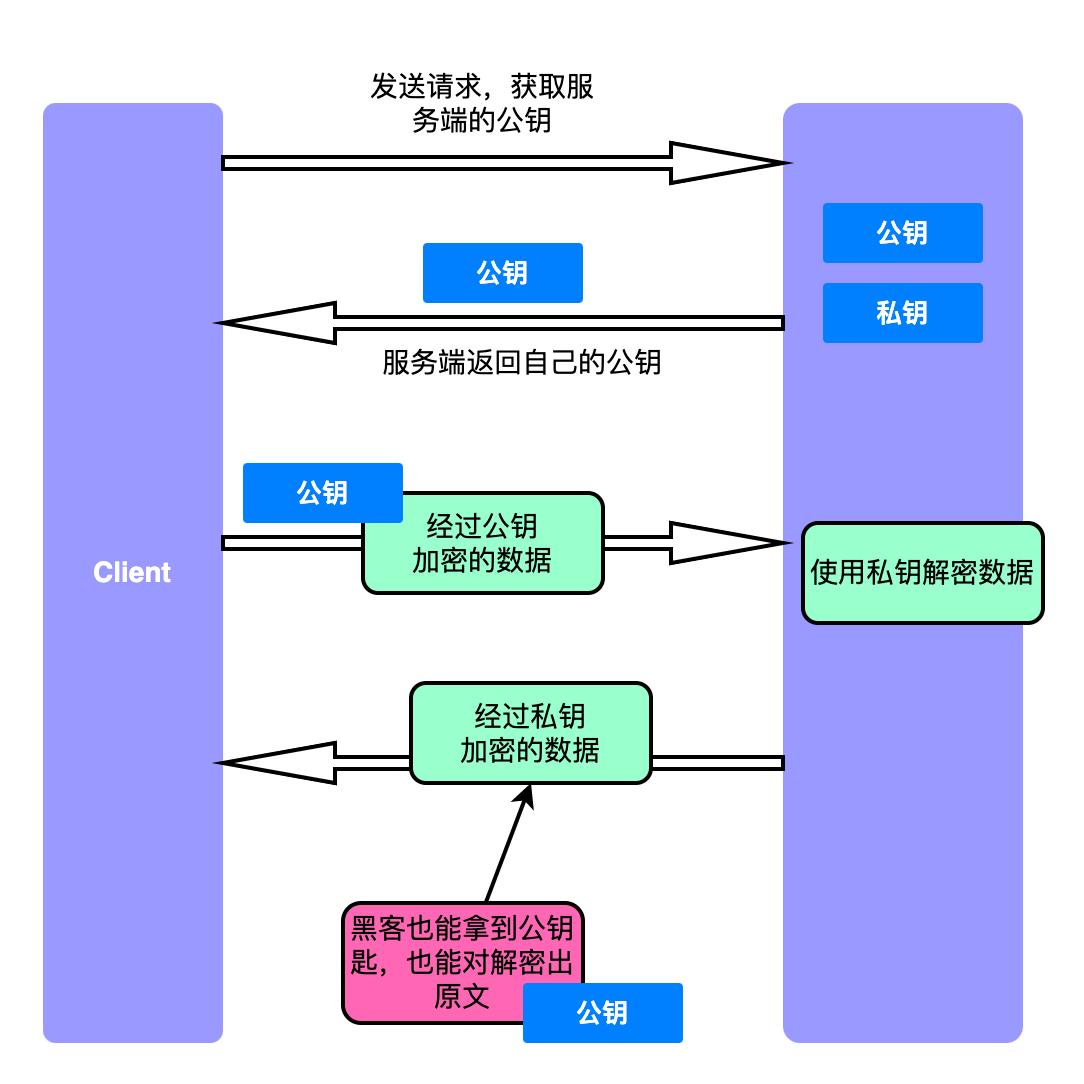 发送请求，获取服
务端的公钥
公钥
私钥
公钥
服务端返回自己的公钥
公钥
经过公钥
加密的数据
Client
使用私钥解密数据
经过私钥
加密的数据
黑客也能拿到公钥
匙，也能对解密出
原文
公钥